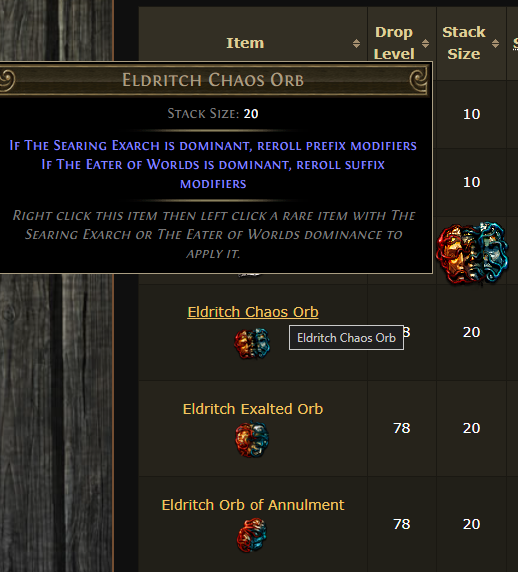 Item
Drop Level
Stack Size
10
10
ELDRITCH CHAOS ORB
STACK SIZE: 20
IF THE SEARING EXARCH IS DOMINANT, REROLL PREFIX MODIFIERS
IF THE EATER OF WORLDS IS DOMINANT, REROLL SUFFIX
MODIFIERS
RIGHT CLICK THIS ITEM THEN LEFT CLICK A RARE ITEM WITH THE
SEARING EXARCH OR THE EATER OF WORLDS DOMINANCE TO
APPLY IT.
Eldritch Chaos Orb
Eldritch Chaos Orb
8
20
Eldritch Exalted Orb
78
20
Eldritch Orb of Annulment
78
20